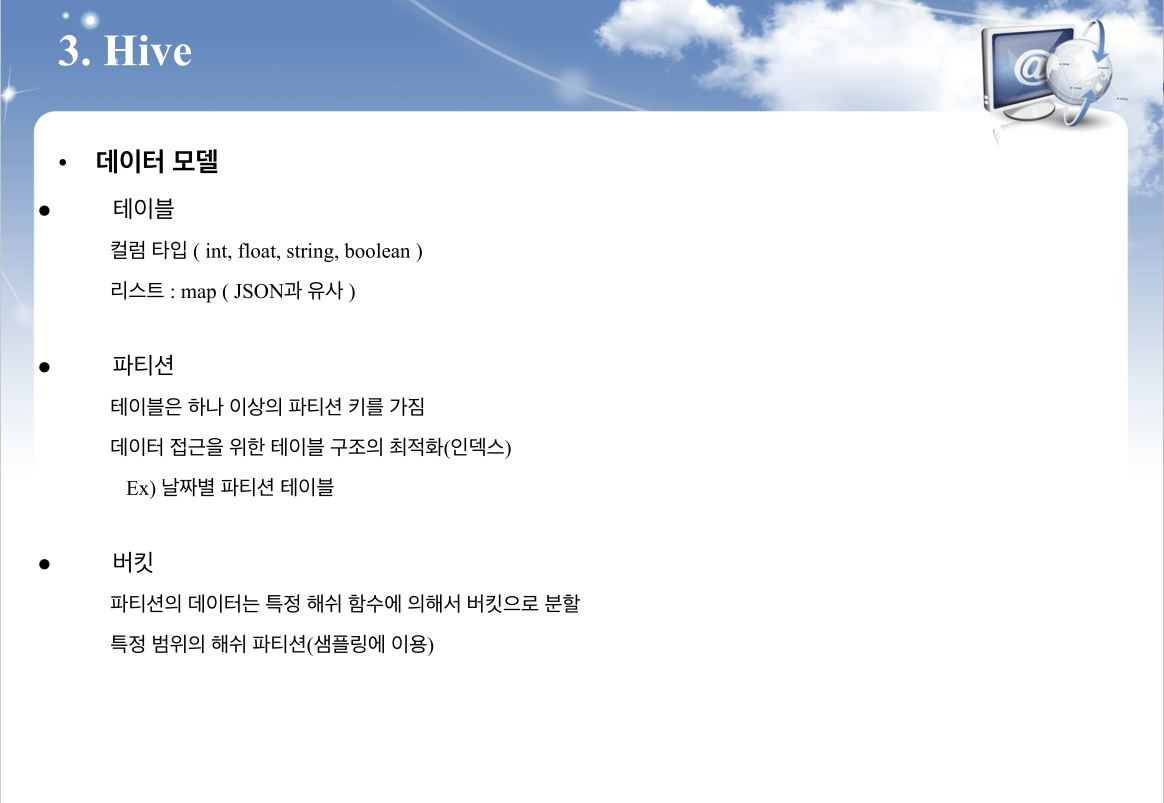 3. Hive
• 데이터 모델
● 테이블
컬럼 타입 ( int, float, string, boolean )
리스트 : map ( JSON과 유사 )
● 파티션
테이블은 하나 이상의 파티션 키를 가짐
데이터 접근을 위한 테이블 구조의 최적화(인덱스)
Ex) 날짜별 파티션 테이블
● 버킷
파티션의 데이터는 특정 해쉬 함수에 의해서 버킷으로 분할
특정 범위의 해쉬 파티션(샘플링에 이용)